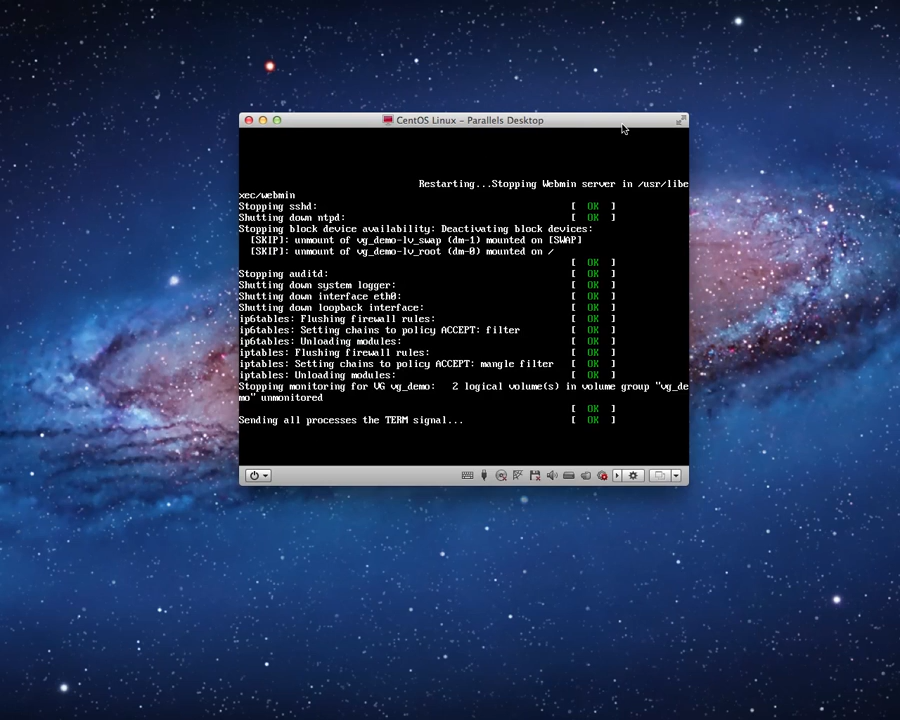 CentOS Linux – Parallels Desktop
Restarting...Stopping Webmin server in /usr/libe
xec/webmin
Stopping sshd: [ OK ]
Shutting down ntpd: [ OK ]
Stopping block device availability: Deactivating block devices:
[SKIP]: unmount of vg_demo-lv_swap (dm-1) mounted on [SWAP]
[SKIP]: unmount of vg_demo-lv_root (dm-0) mounted on /
[ OK ]
Stopping auditd: [ OK ]
Shutting down system logger: [ OK ]
Shutting down interface eth0: [ OK ]
Shutting down loopback interface: [ OK ]
ip6tables: Flushing firewall rules: [ OK ]
ip6tables: Setting chains to policy ACCEPT: filter [ OK ]
ip6tables: Unloading modules: [ OK ]
iptables: Flushing firewall rules: [ OK ]
iptables: Setting chains to policy ACCEPT: mangle filter [ OK ]
iptables: Unloading modules: [ OK ]
Stopping monitoring for VG vg_demo: 2 logical volume(s) in volume group "vg_de
mo" unmonitored
[ OK ]
Sending all processes the TERM signal... [ OK ]